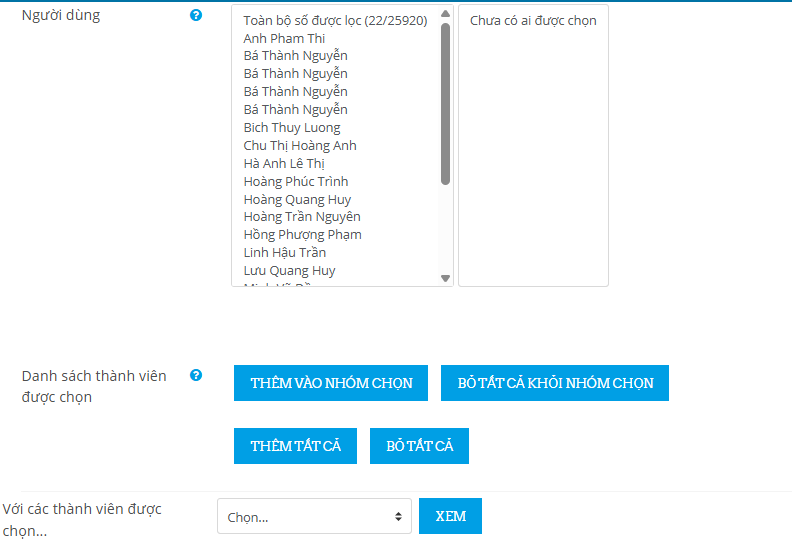 Người dùng
Toàn bộ số được lọc (22/25920)
Anh Pham Thi
Bá Thành Nguyễn
Bá Thành Nguyễn
Bá Thành Nguyễn
Bá Thành Nguyễn
Bich Thuy Luong
Chu Thị Hoàng Anh
Hà Anh Lê Thị
Hoàng Phúc Trình
Hoàng Quang Huy
Hoàng Trần Nguyên
Hồng Phượng Phạm
Linh Hậu Trần
Lưu Quang Huy
Chưa có ai được chọn
Danh sách thành viên
được chọn
THÊM VÀO NHÓM CHỌN
BỎ TẤT CẢ KHỎI NHÓM CHỌN
THÊM TẤT CẢ
BỎ TẤT CẢ
Với các thành viên được
chọn...
Chọn...
XEM